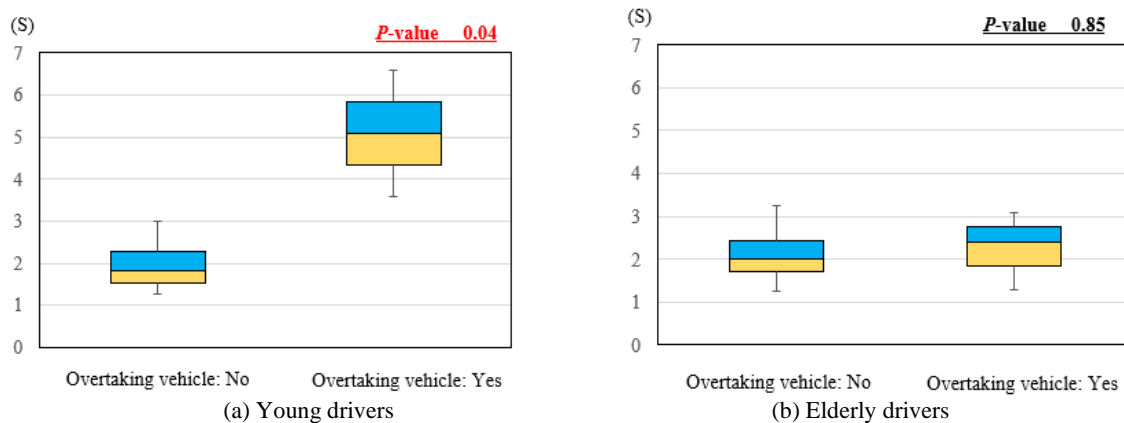 (S)
P-value 0.04
7
6
5
4
3
2
1
0
Overtaking vehicle: No
Overtaking vehicle: Yes
(a) Young drivers
(S)
P-value 0.85
7
6
5
4
3
2
1
0
Overtaking vehicle: No
Overtaking vehicle: Yes
(b) Elderly drivers